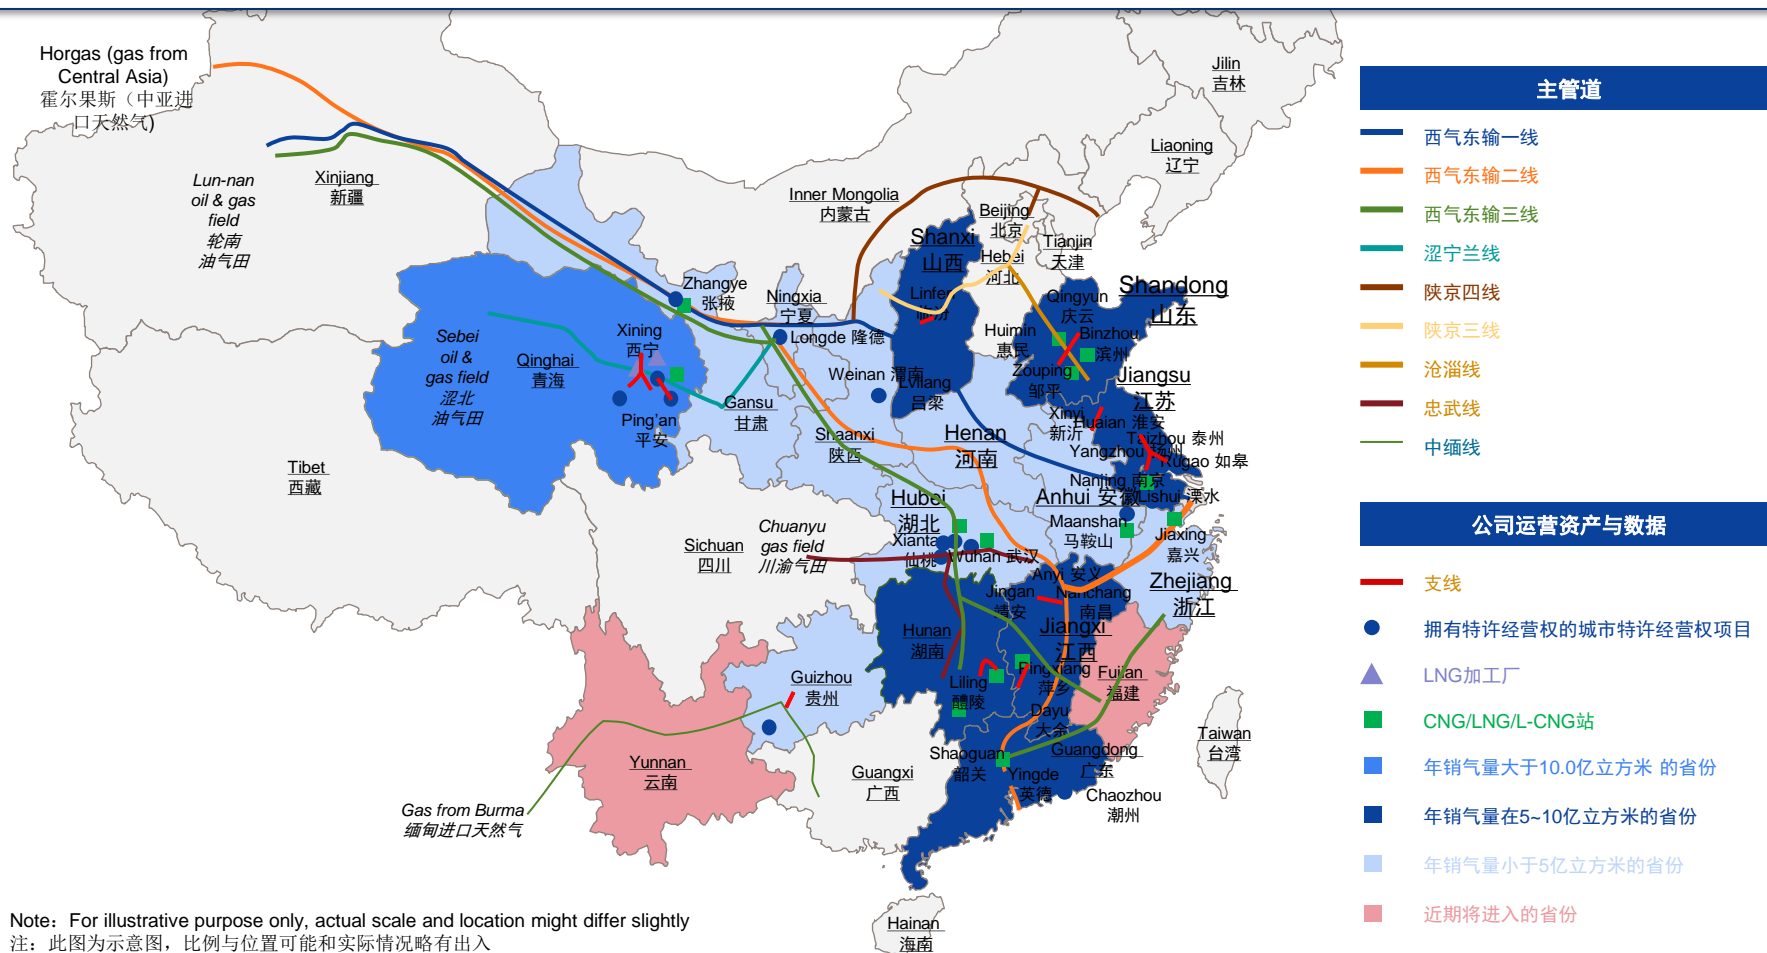 Horgas (gas from
Central Asia)
霍尔果斯（中亚进
口天然气)
Lun-nan
oil & gas
field
轮南
油气田
Xinjiang
新疆
Inner Mongolia
内蒙古
Jilin
吉林
Liaoning
辽宁
Beijing
北京
Tianjin
天津
Hebei
河北
Shanxi
山西
Linfen
临汾
Lvliang
吕梁
Shandong
山东
Qingyun
庆云
Binzhou
滨州
Huimin
惠民
Zouping
邹平
Zhangye
张掖
Ningxia
宁夏
Longde 隆德
Weinan 渭南
Xining
西宁
Sebei
oil &
gas field
涩北
油气田
Qinghai
青海
Ping'an
平安
Gansu
甘肃
Shaanxi
陕西
Henan
河南
Jiangsu
江苏
Xinyi
新沂
Huaian 淮安
Taizhou 泰州
Yangzhou 扬州
Rugao 如皋
Nanjing 南京
Lishui 溧水
Anhui 安徽
Maanshan
马鞍山
Jiaxing
嘉兴
Zhejiang
浙江
Tibet
西藏
Sichuan
四川
Chuanyu
gas field
川渝气田
Hubei
湖北
Xiantao
仙桃
Wuhan 武汉
Anyi 安义
Jingan
靖安
Nanchang
南昌
Jiangxi
江西
Hunan
湖南
Liling
醴陵
Pingxiang
萍乡
Fujian
福建
Dayu
大余
Guizhou
贵州
Yunnan
云南
Guangxi
广西
Shaoguan
韶关
Guangdong
广东
Yingde
英德
Chaozhou
潮州
Taiwan
台湾
Hainan
海南
Gas from Burma
缅甸进口天然气
主管道
西气东输一线
西气东输二线
西气东输三线
涩宁兰线
陕京四线
陕京三线
沧淄线
忠武线
中缅线
公司运营资产与数据
支线
拥有特许经营权的城市特许经营权项目
LNG加工厂
CNG/LNG/L-CNG站
年销气量大于10.0亿立方米 的省份
年销气量在5~10亿立方米的省份
年销气量小于5亿立方米的省份
近期将进入的省份
Note：For illustrative purpose only, actual scale and location might differ slightly
注：此图为示意图，比例与位置可能和实际情况略有出入